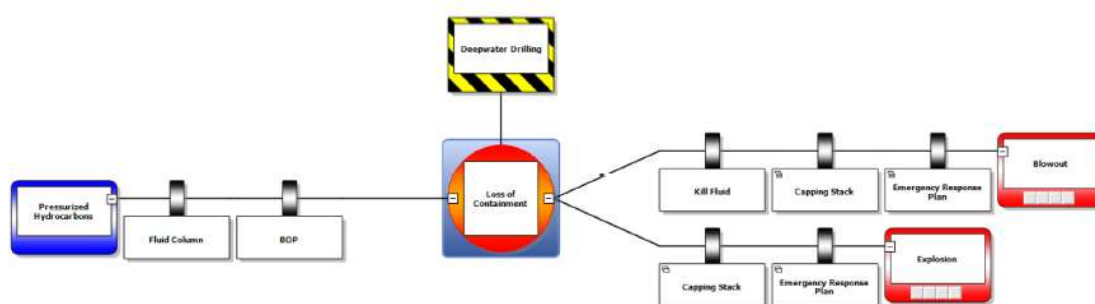 Deepwater Drilling
Pressurized
Hydrocarbons
Fluid Column
BOP
Loss of
Containment
Kill Fluid
Capping Stack
Emergency Response
Plan
Blowout
Capping Stack
Emergency Response
Plan
Explosion